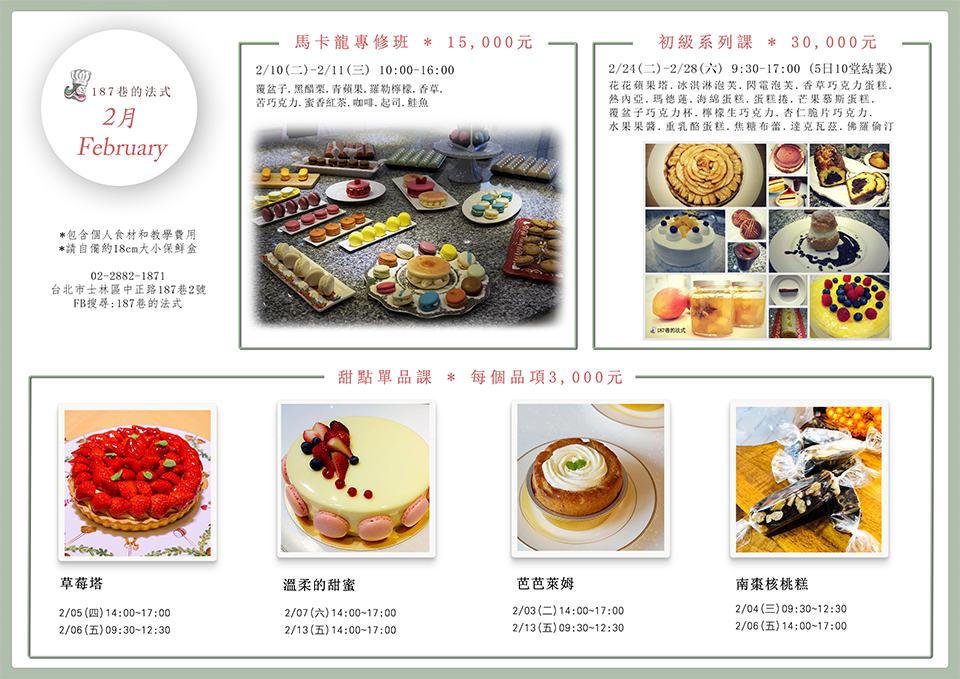 187巷的法式
2月
February
*包含個人食材和教學費用
*請自備約18cm大小保鮮盒
02-2882-1871
台北市士林區中正路187巷2號
FB搜尋:187巷的法式
馬卡龍專修班 * 15,000元
2/10(二)-2/11(三) 10:00-16:00
覆盆子.黑醋栗.青蘋果.羅勒檸檬.香草.
苦巧克力.蜜香紅茶.咖啡.起司.鮭魚
初級系列課 * 30,000元
2/24(二)-2/28(六) 9:30-17:00 (5日10堂結業)
花花蘋果塔.冰淇淋泡芙.閃電泡芙.香草巧克力蛋糕.
熱內亞.瑪德蓮.海綿蛋糕.蛋糕捲.芒果慕斯蛋糕.
覆盆子巧克力杯.檸檬生巧克力.杏仁脆片巧克力.
水果果醬.重乳酪蛋糕.焦糖布蕾.達克瓦茲.佛羅倫汀
187巷的法式
甜點單品課 * 每個品項3,000元
草莓塔
2/05(四)14:00~17:00
2/06(五)09:30~12:30
溫柔的甜蜜
2/07(六)14:00~17:00
2/13(五)14:00~17:00
芭芭萊姆
2/03(二)14:00~17:00
2/13(五)09:30~12:30
南棗核桃糕
2/04(三)09:30~12:30
2/06(五)14:00~17:00